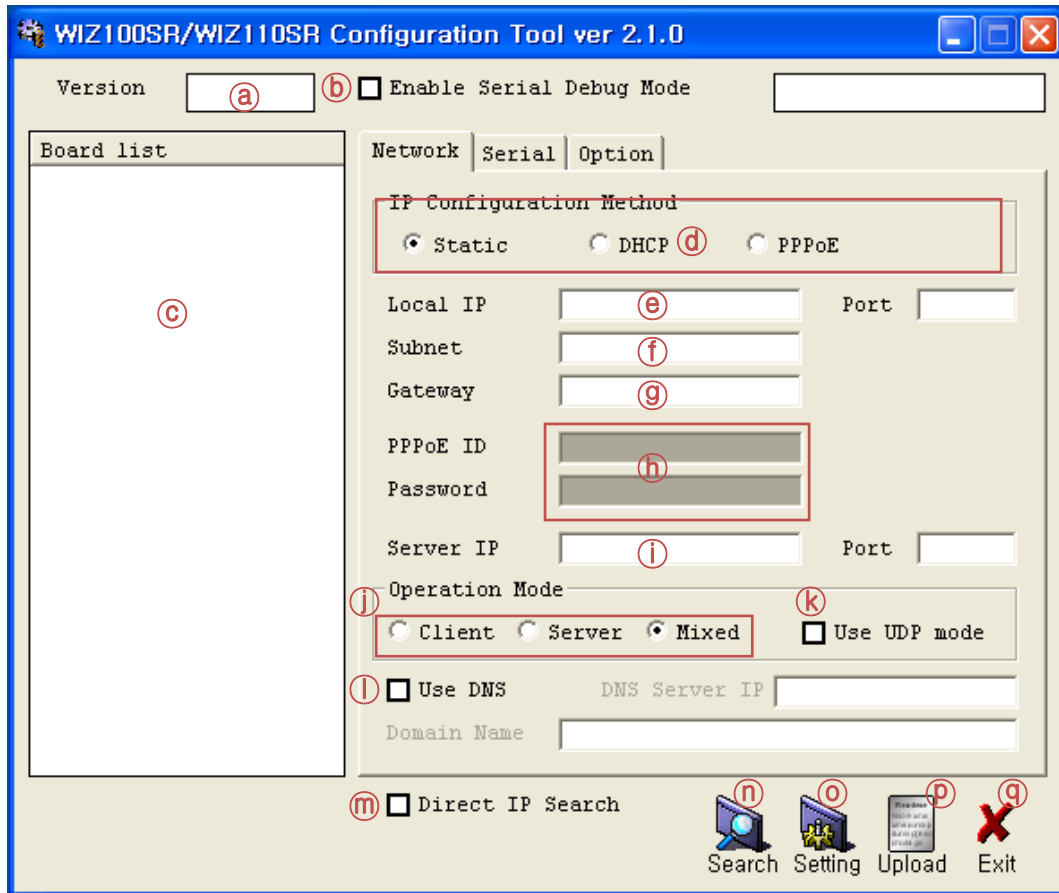 WIZ100SR/WIZ110SR Configuration Tool ver 2.1.0
Version ⓐ ⓑ Enable Serial Debug Mode
Board list
ⓒ
Network Serial Option
IP Configuration Method
Static DHCP ⓓ PPPoE
Local IP ⓔ Port
Subnet ⓕ
Gateway ⓖ
PPPoE ID
ⓗ
Password
Server IP ⓘ Port
Operation Mode
ⓙ Client Server Mixed ⓚ Use UDP mode
ⓛ Use DNS DNS Server IP
Domain Name
ⓜ Direct IP Search
ⓝ ⓞ ⓟ ⓠ
Readme
Search Setting Upload Exit